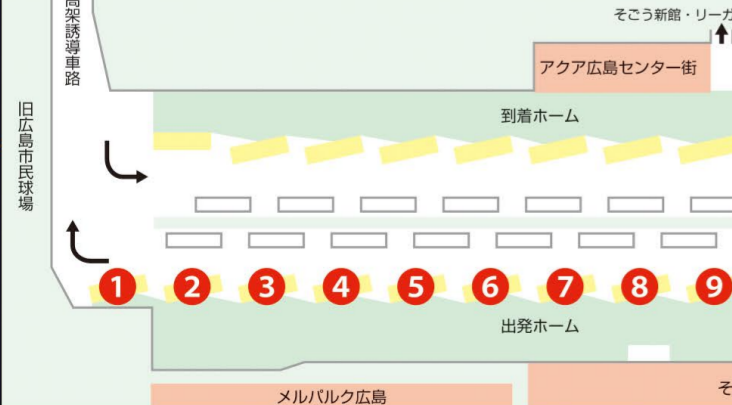 高架誘導車路
そごう新館・リーガ
アクア広島センター街
到着ホーム
旧広島市民球場
1 2 3 4 5 6 7 8 9
出発ホーム
メルパルク広島
そ